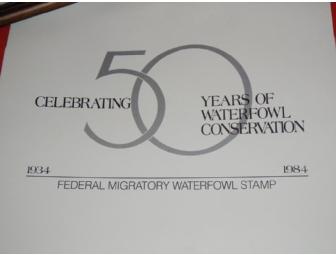 CELEBRATING 50 YEARS OF
WATERFOWL
CONSERVATION
1934 1984
FEDERAL MIGRATORY WATERFOWL STAMP